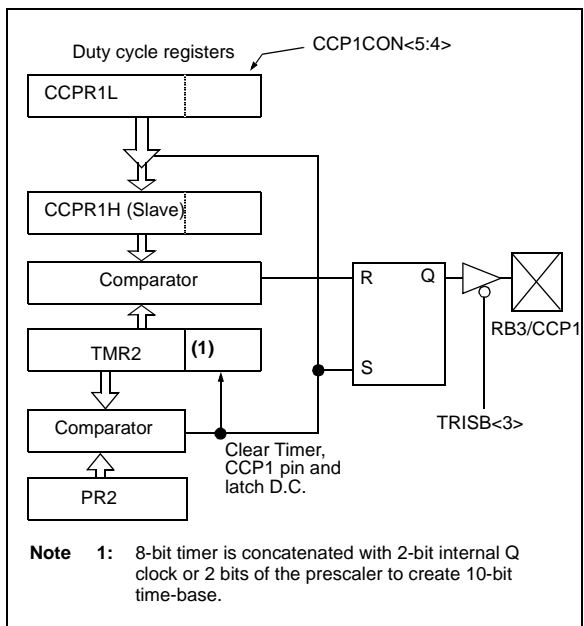 Duty cycle registers
CCP1CON<5:4>
CCPR1L
CCPR1H (Slave)
Comparator
R
Q
RB3/CCP1
TMR2
(1)
S
Comparator
TRISB<3>
Clear Timer,
CCP1 pin and
latch D.C.
PR2
Note 1: 8-bit timer is concatenated with 2-bit internal Q
clock or 2 bits of the prescaler to create 10-bit
time-base.